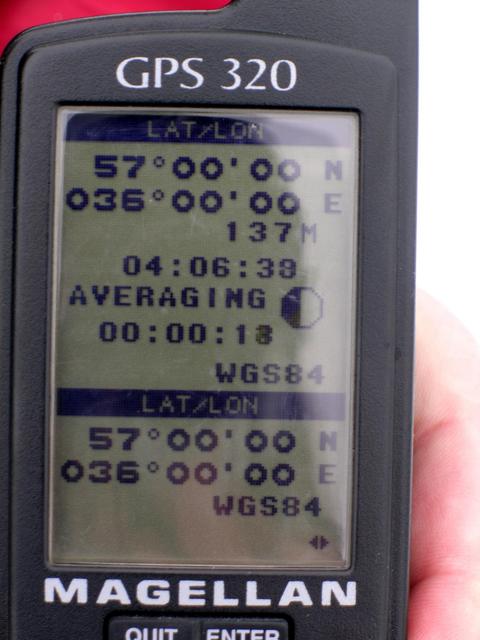 GPS 320
LAT/LON
57°00'00 N
036°00'00 E
137M
04:06:39
AVERAGING
00:00:18
WGS84
LAT/LON
57°00'00 N
036°00'00 E
WGS84
MAGELLAN
QUIT ENTER